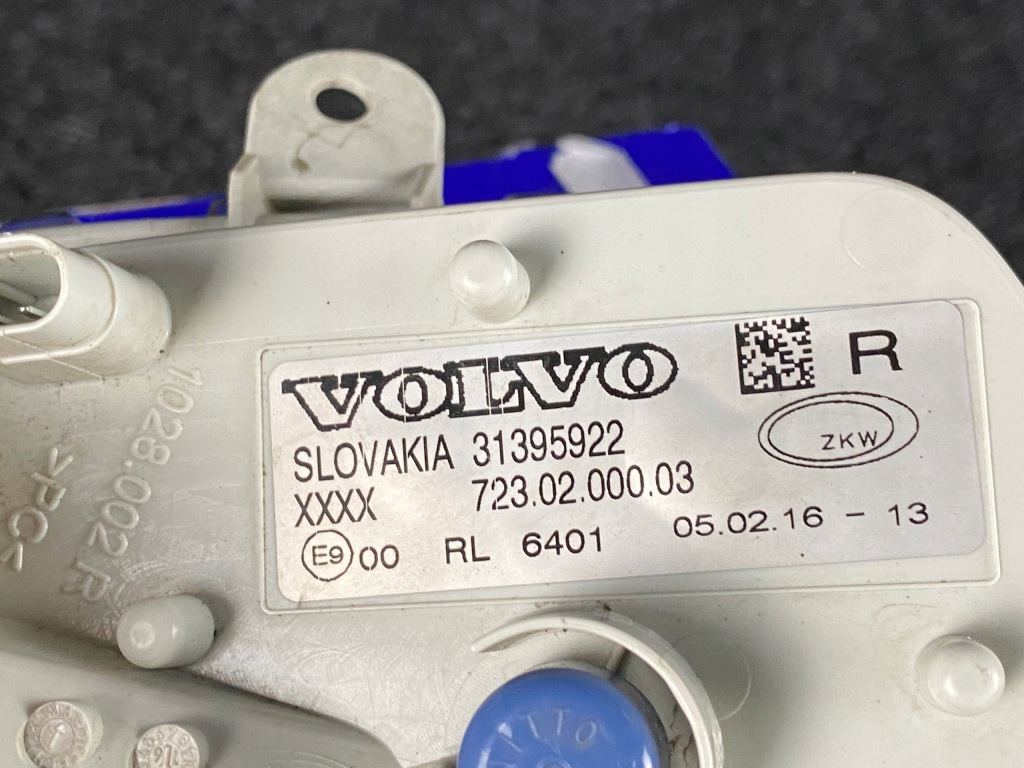 VOLVO R
SLOVAKIA 31395922
ZKW
XXXX 723.02.000.03
E9 00 RL 6401 05.02.16 - 13
1028.002 R
>PC<